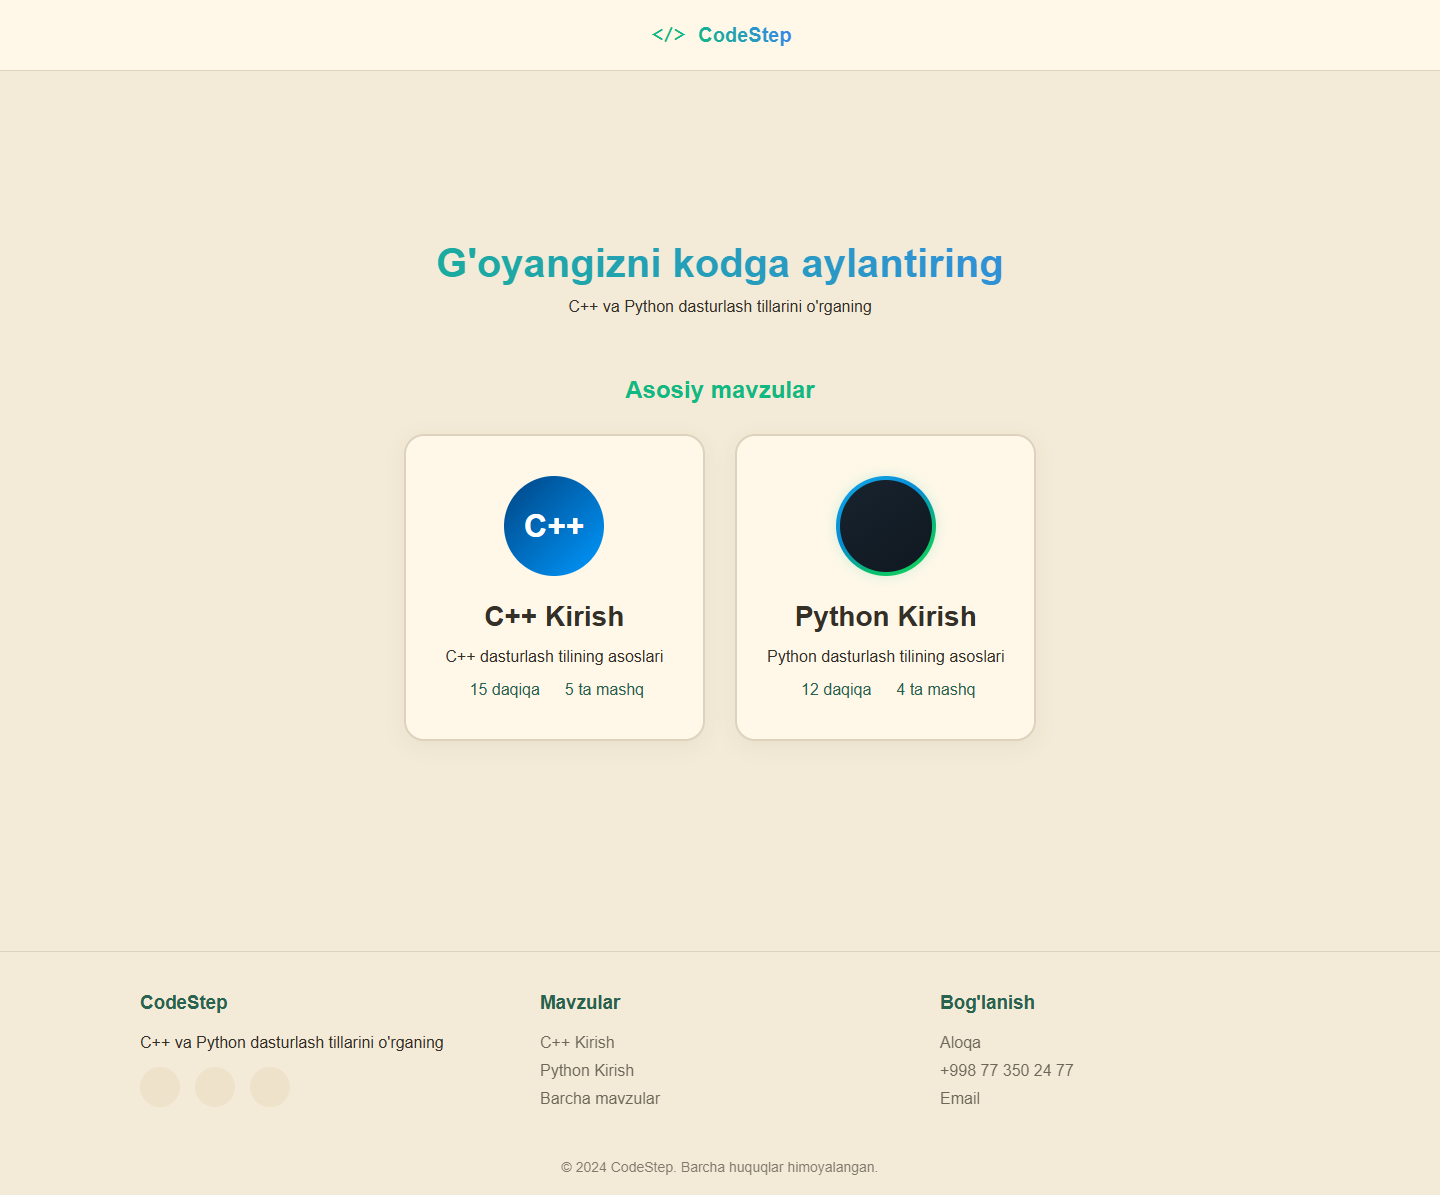 </> CodeStep
G'oyangizni kodga aylantiring
C++ va Python dasturlash tillarini o'rganing
Asosiy mavzular
C++
C++ Kirish
C++ dasturlash tilining asoslari
15 daqiqa 5 ta mashq
Python Kirish
Python dasturlash tilining asoslari
12 daqiqa 4 ta mashq
CodeStep
C++ va Python dasturlash tillarini o'rganing
Mavzular
C++ Kirish
Python Kirish
Barcha mavzular
Bog'lanish
Aloqa
+998 77 350 24 77
Email
© 2024 CodeStep. Barcha huquqlar himoyalangan.